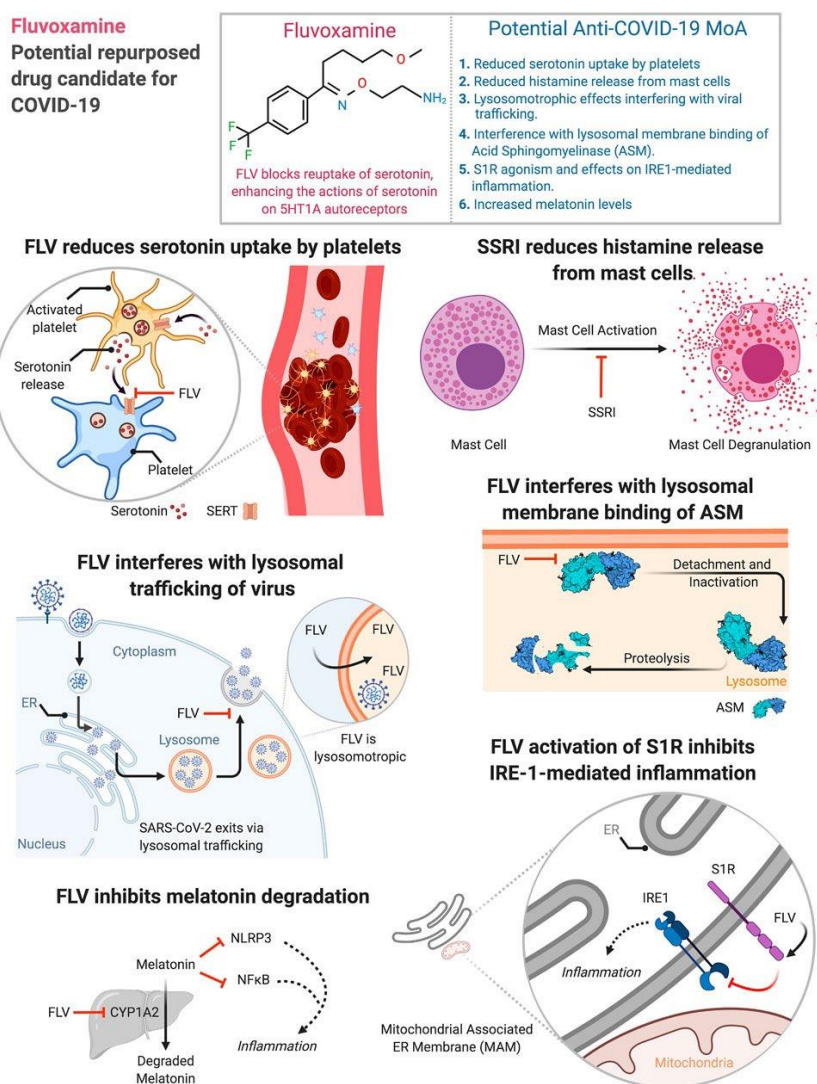 Fluvoxamine
Potential repurposed
drug candidate for
COVID-19
Fluvoxamine
O
N
O
NH₂
F
F
F
FLV blocks reuptake of serotonin,
enhancing the actions of serotonin
on 5HT1A autoreceptors
Potential Anti-COVID-19 MoA
1. Reduced serotonin uptake by platelets
2. Reduced histamine release from mast cells
3. Lysosomotrophic effects interfering with viral
trafficking.
4. Interference with lysosomal membrane binding of
Acid Sphingomyelinase (ASM).
5. S1R agonism and effects on IRE1-mediated
inflammation.
6. Increased melatonin levels
FLV reduces serotonin uptake by platelets
Activated
platelet
Serotonin
release
FLV
Platelet
Serotonin
SERT
SSRI reduces histamine release
from mast cells.
Mast Cell Activation
SSRI
Mast Cell
Mast Cell Degranulation
FLV interferes with lysosomal
membrane binding of ASM
FLV
Detachment and
Inactivation
Proteolysis
Lysosome
ASM
FLV interferes with lysosomal
trafficking of virus
Cytoplasm
ER
FLV
Lysosome
Nucleus
SARS-CoV-2 exits via
lysosomal trafficking
FLV
FLV
FLV
FLV is
lysosomotropic
FLV activation of S1R inhibits
IRE-1-mediated inflammation
ER
S1R
IRE1
FLV
Inflammation
Mitochondrial Associated
ER Membrane (MAM)
Mitochondria
FLV inhibits melatonin degradation
NLRP3
Melatonin
NFκB
FLV
CYP1A2
Inflammation
Degraded
Melatonin